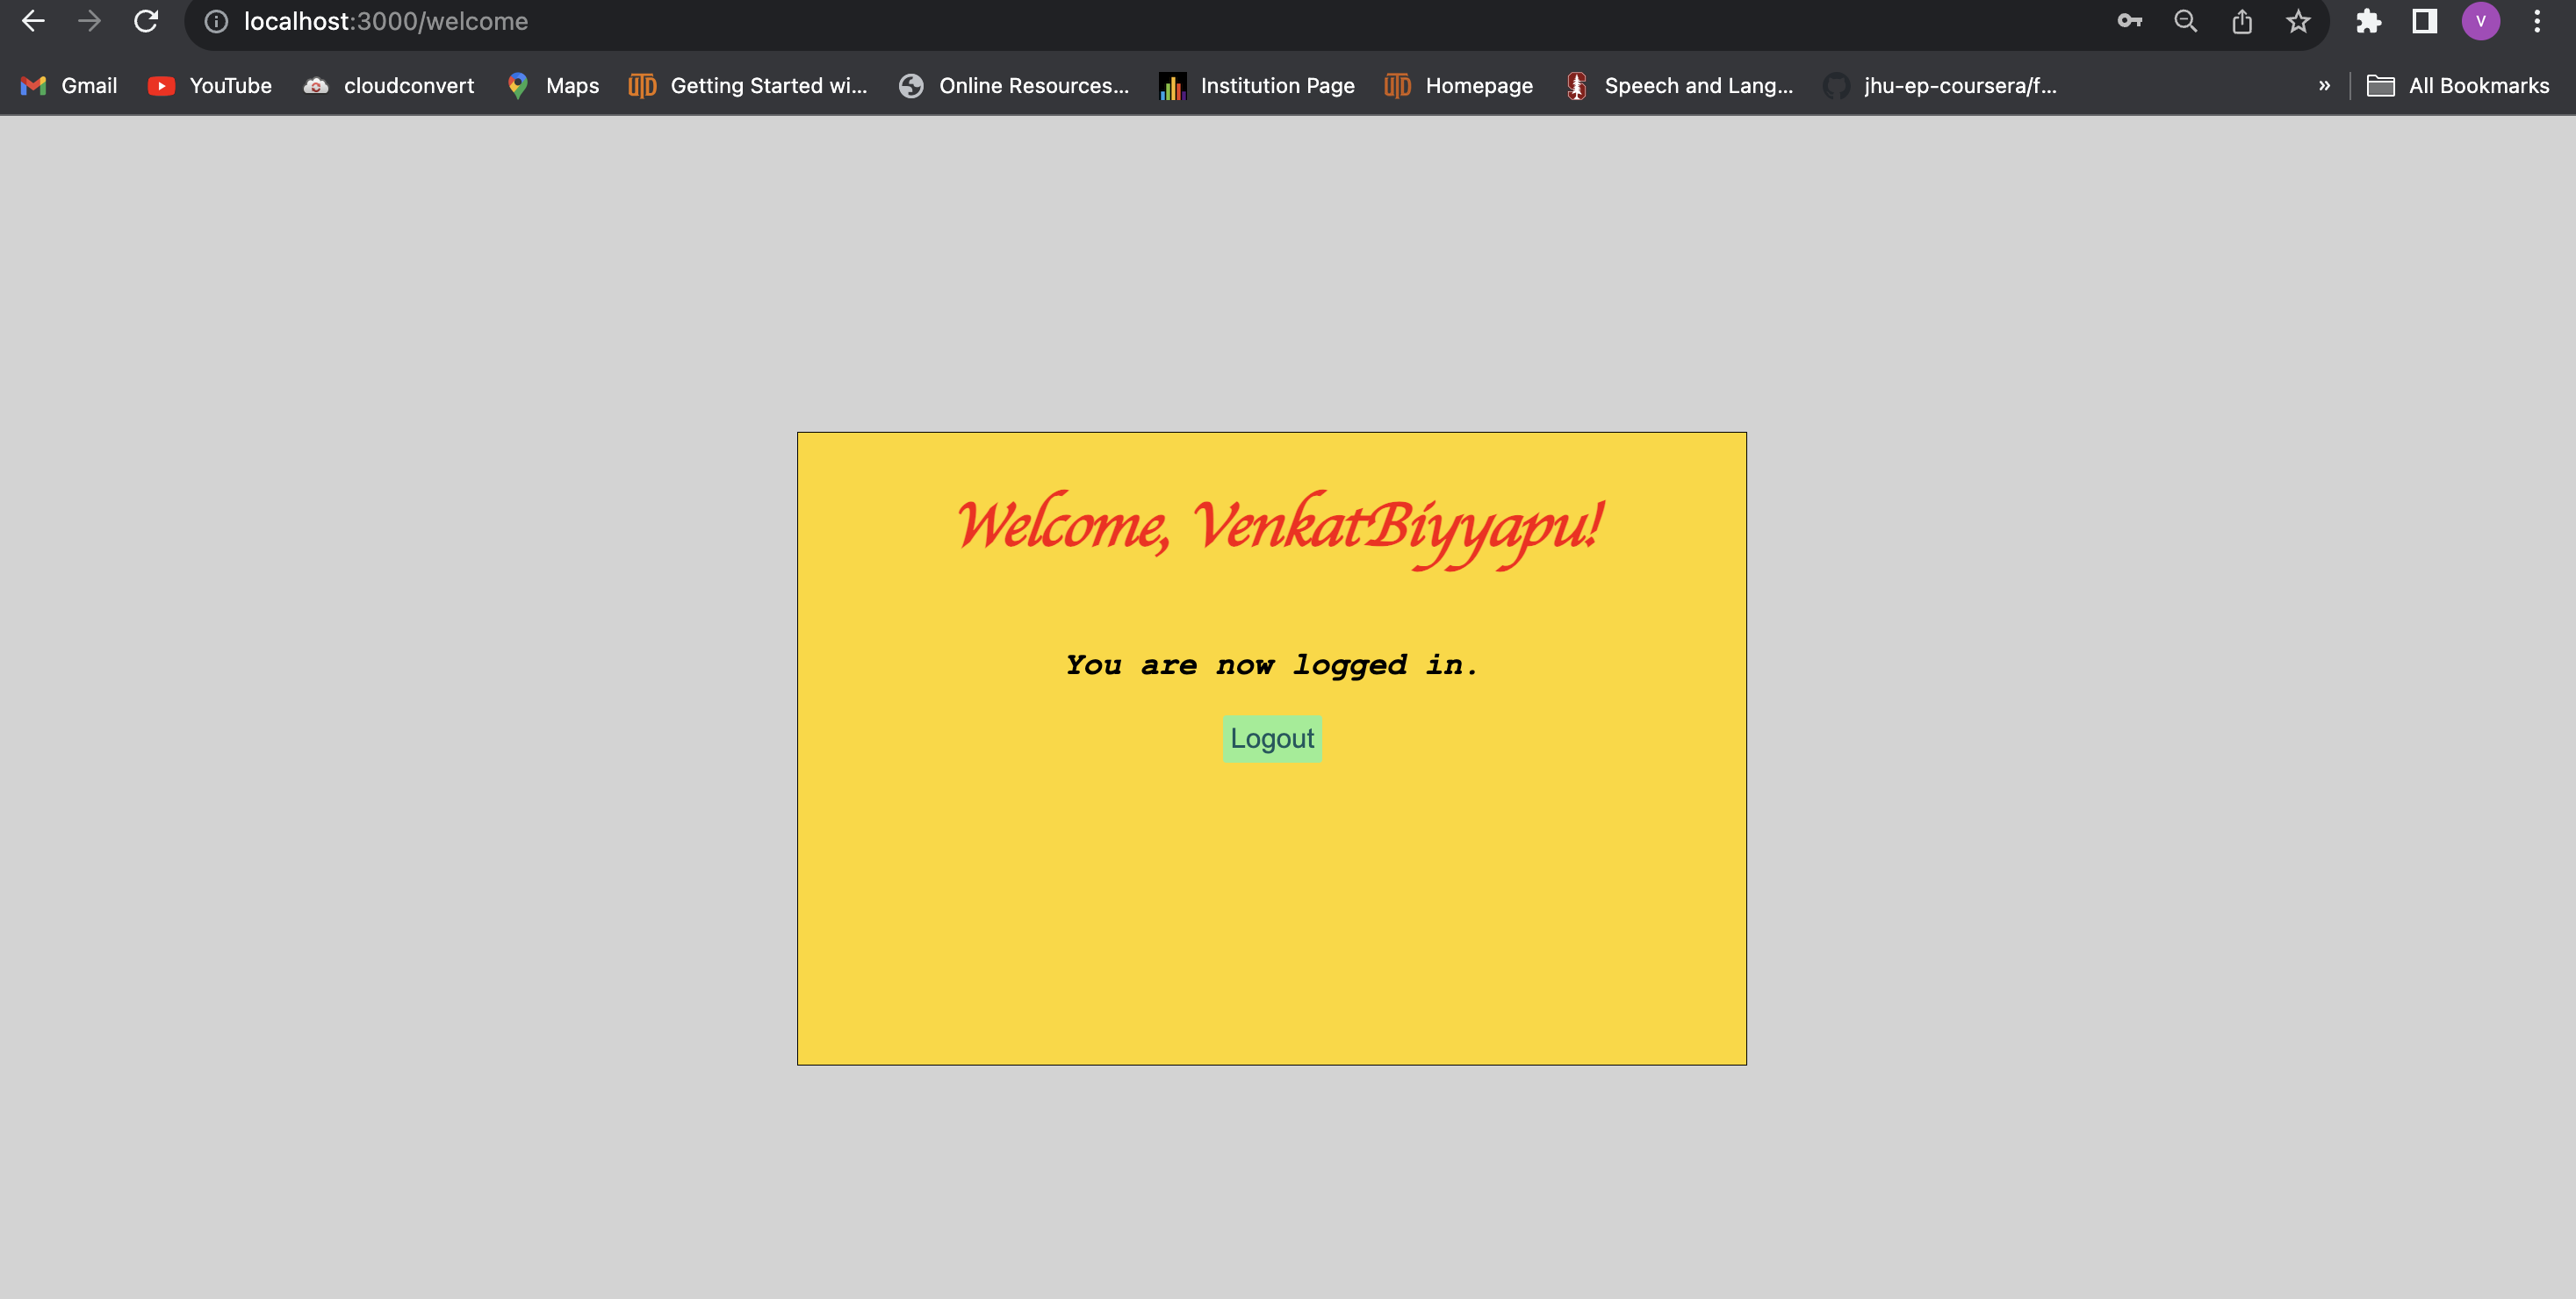 localhost:3000/welcome
V
Gmail YouTube cloudconvert Maps Getting Started wi... Online Resources... Institution Page Homepage Speech and Lang... jhu-ep-coursera/f... » All Bookmarks
Welcome, VenkatBiyyapu!
You are now logged in.
Logout